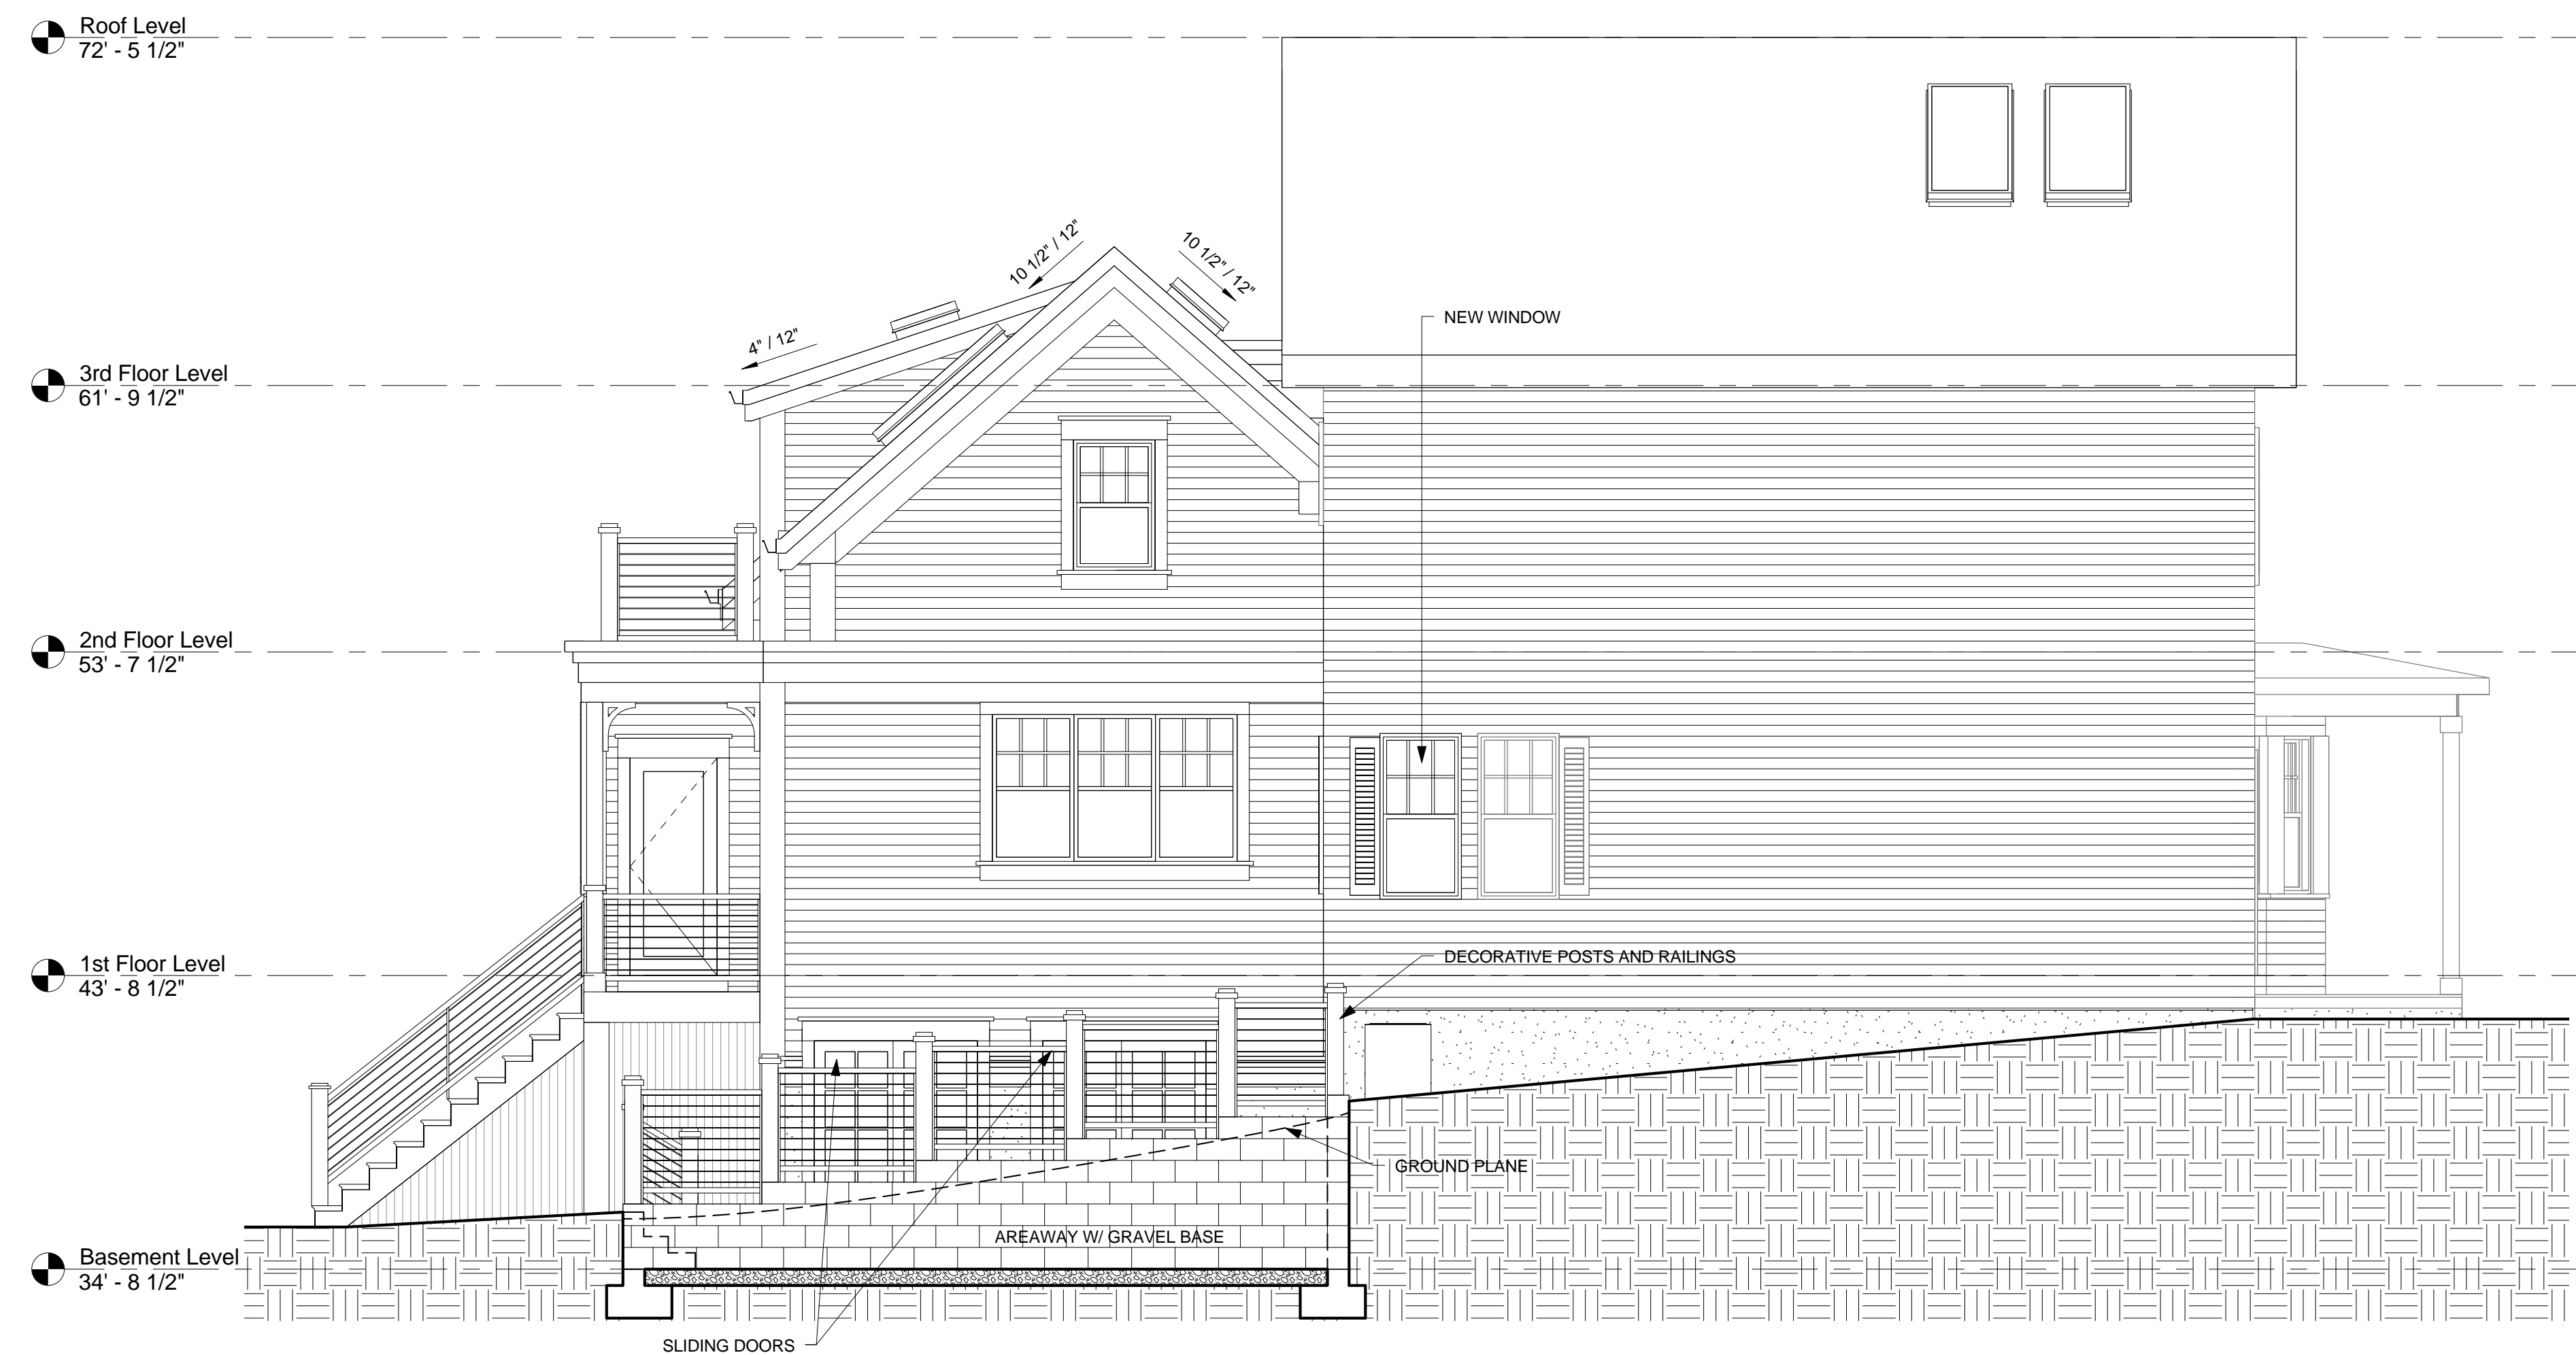 Roof Level
72' - 5 1/2"
10 1/2" / 12"
10 1/2" / 12"
4" / 12"
NEW WINDOW
3rd Floor Level
61' - 9 1/2"
2nd Floor Level
53' - 7 1/2"
DECORATIVE POSTS AND RAILINGS
1st Floor Level
43' - 8 1/2"
GROUND PLANE
AREAWAY W/ GRAVEL BASE
Basement Level
34' - 8 1/2"
SLIDING DOORS